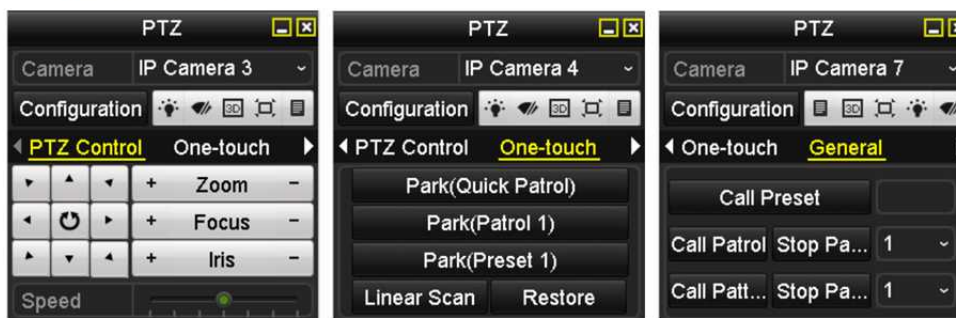 PTZ
Camera IP Camera 3
Configuration 3D
PTZ Control One-touch
+ Zoom -
+ Focus -
+ Iris -
Speed
PTZ
Camera IP Camera 4
Configuration 3D
PTZ Control One-touch
Park(Quick Patrol)
Park(Patrol 1)
Park(Preset 1)
Linear Scan Restore
PTZ
Camera IP Camera 7
Configuration 3D
One-touch General
Call Preset
Call Patrol Stop Pa... 1
Call Patt... Stop Pa... 1